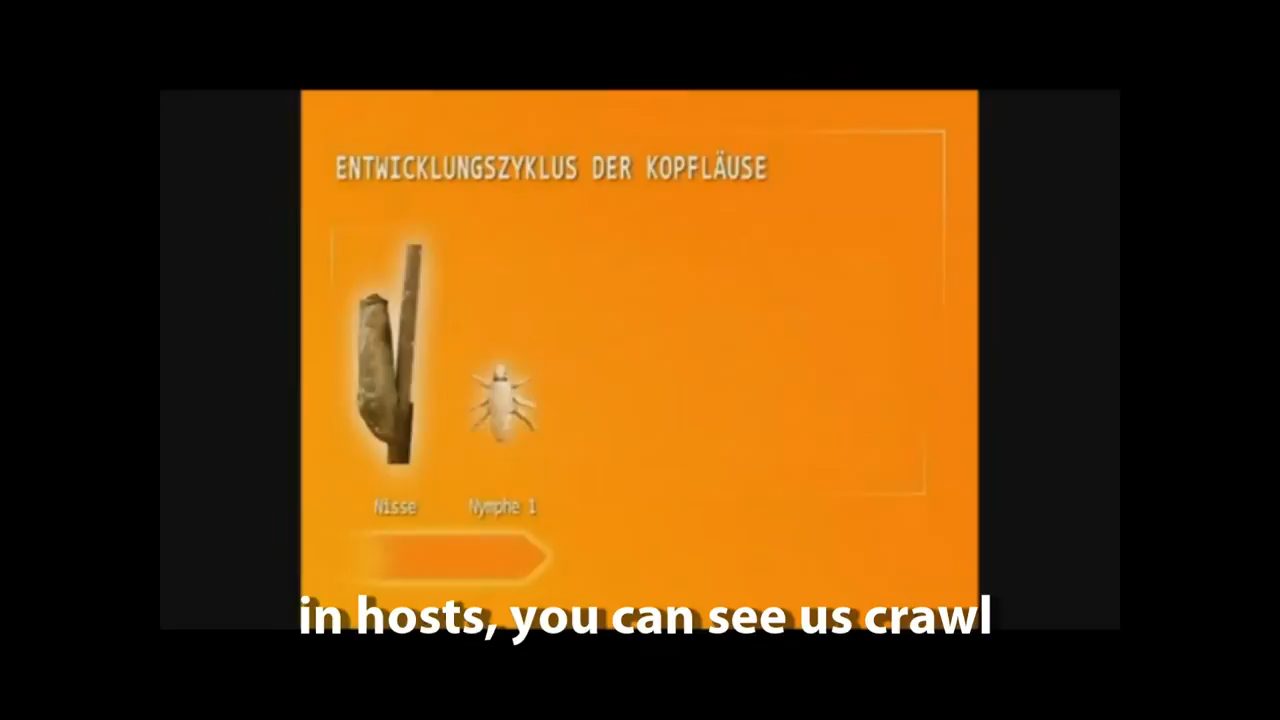 ENTWICKLUNGSZYKLUS DER KOPFLÄUSE
Nisse
Nymphe 1
in hosts, you can see us crawl